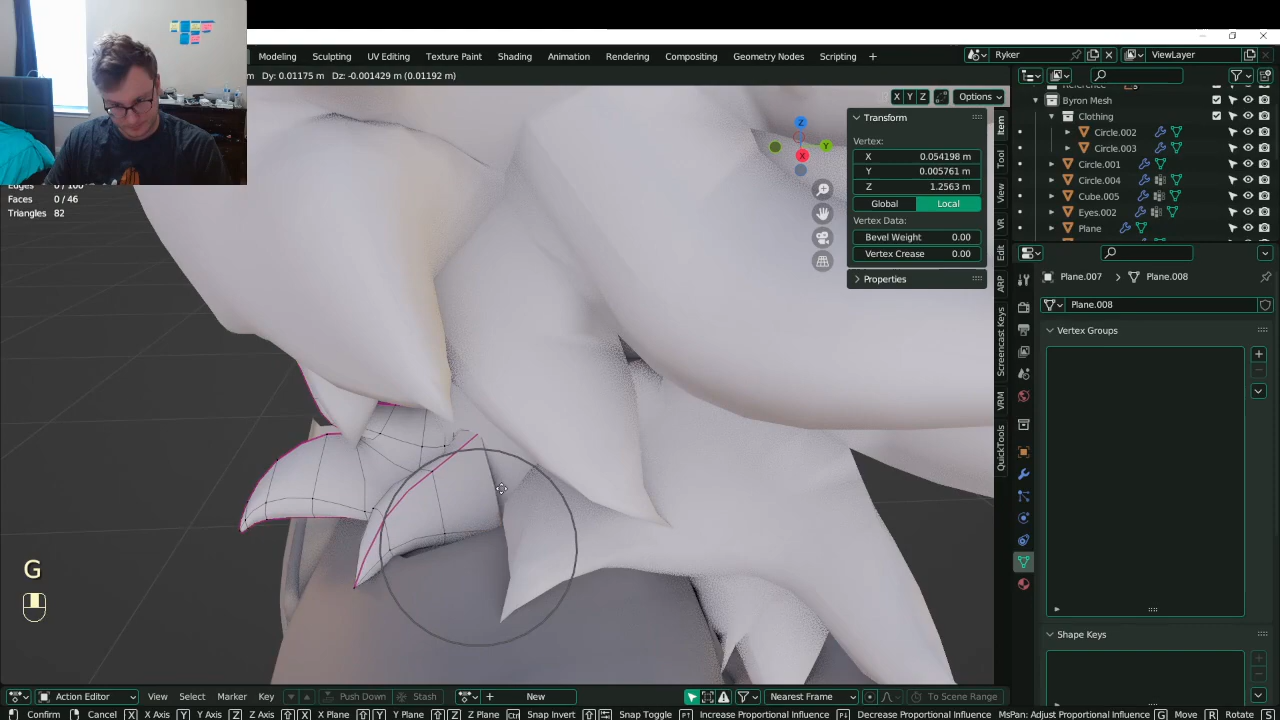 Modeling Sculpting UV Editing Texture Paint Shading Animation Rendering Compositing Geometry Nodes Scripting Ryker ViewLayer
m Dy: 0.01175 m Dz: -0.001429 m (0.01192 m)
X Y Z Options
Byron Mesh
Clothing
Circle.002
Circle.003
Circle.001
Circle.004
Cube.005
Eyes.002
Plane
Edges 0/160
Faces 0/46
Triangles 82
Transform
Vertex:
X 0.054198 m
Y 0.005761 m
Z 1.2563 m
Global Local
Vertex Data:
Bevel Weight 0.00
Vertex Crease 0.00
Properties
Z
Y
X
Item
Tool
View
VR
Edit
ARP
Screencast Keys
VRM
QuickTools
Plane.007 Plane.008
Plane.008
Vertex Groups
Shape Keys
G
Action Editor View Select Marker Key Push Down Stash New Nearest Frame To Scene Range
Confirm Cancel X X Axis Y Y Axis Z Z Axis X X Plane Y Y Plane Z Z Plane Snap Invert Snap Toggle Increase Proportional Influence Decrease Proportional Influence MsPan: Adjust Proportional Influence G Move R Rotate S